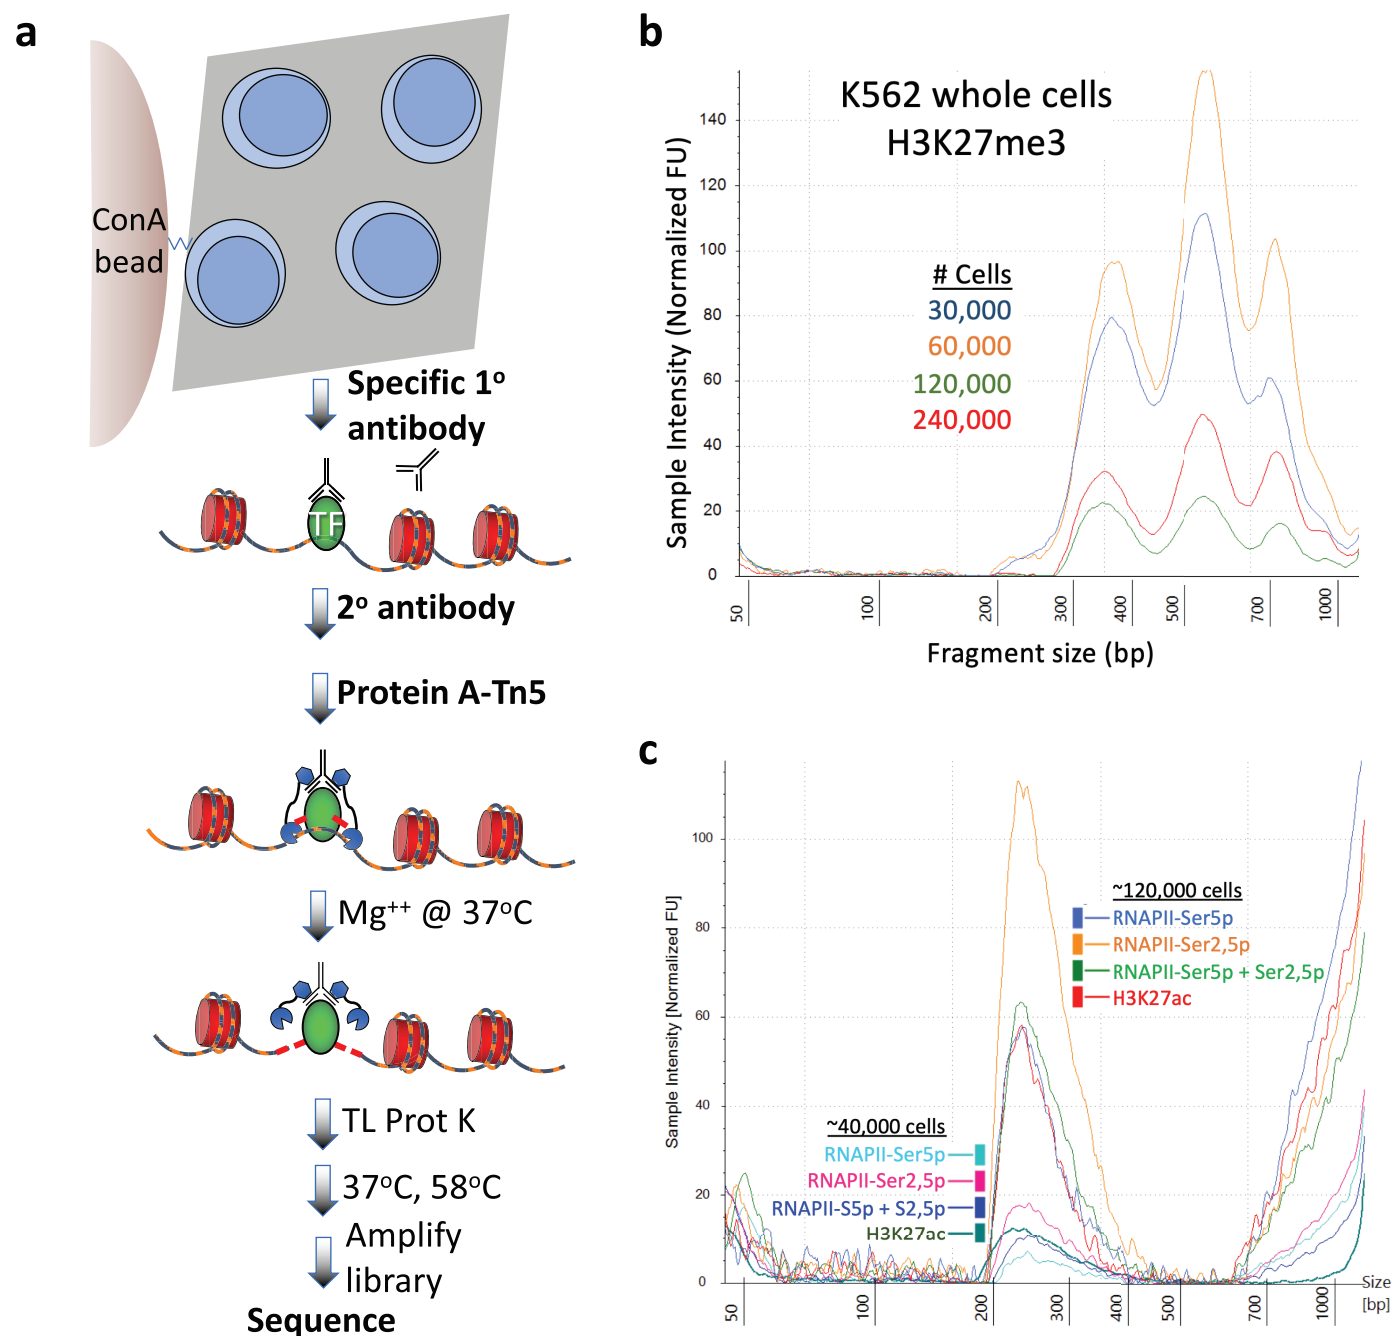 a
ConA
bead
Specific 1º
antibody
TF
2º antibody
Protein A-Tn5
Mg⁺⁺ @ 37ºC
TL Prot K
37ºC, 58ºC
Amplify
library
Sequence
b
K562 whole cells
H3K27me3
# Cells
30,000
60,000
120,000
240,000
Sample Intensity (Normalized FU)
140
120
100
80
60
40
20
0
50
100
200
300
400
500
700
1000
Fragment size (bp)
c
Sample Intensity [Normalized FU]
100
80
60
40
20
0
~120,000 cells
RNAPII-Ser5p
RNAPII-Ser2,5p
RNAPII-Ser5p + Ser2,5p
H3K27ac
~40,000 cells
RNAPII-Ser5p
RNAPII-Ser2,5p
RNAPII-S5p + S2,5p
H3K27ac
50
100
200
300
400
500
700
1000
Size
[bp]